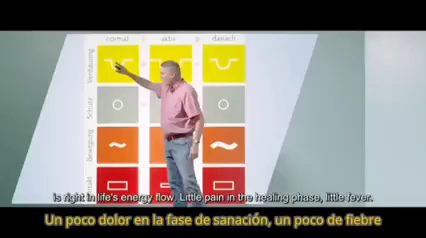 normal
aktiv
danach
Verdauung
Schutz
Bewegung
is right in life's energy flow. Little pain in the healing phase, little fever.
Un poco dolor en la fase de sanación, un poco de fiebre